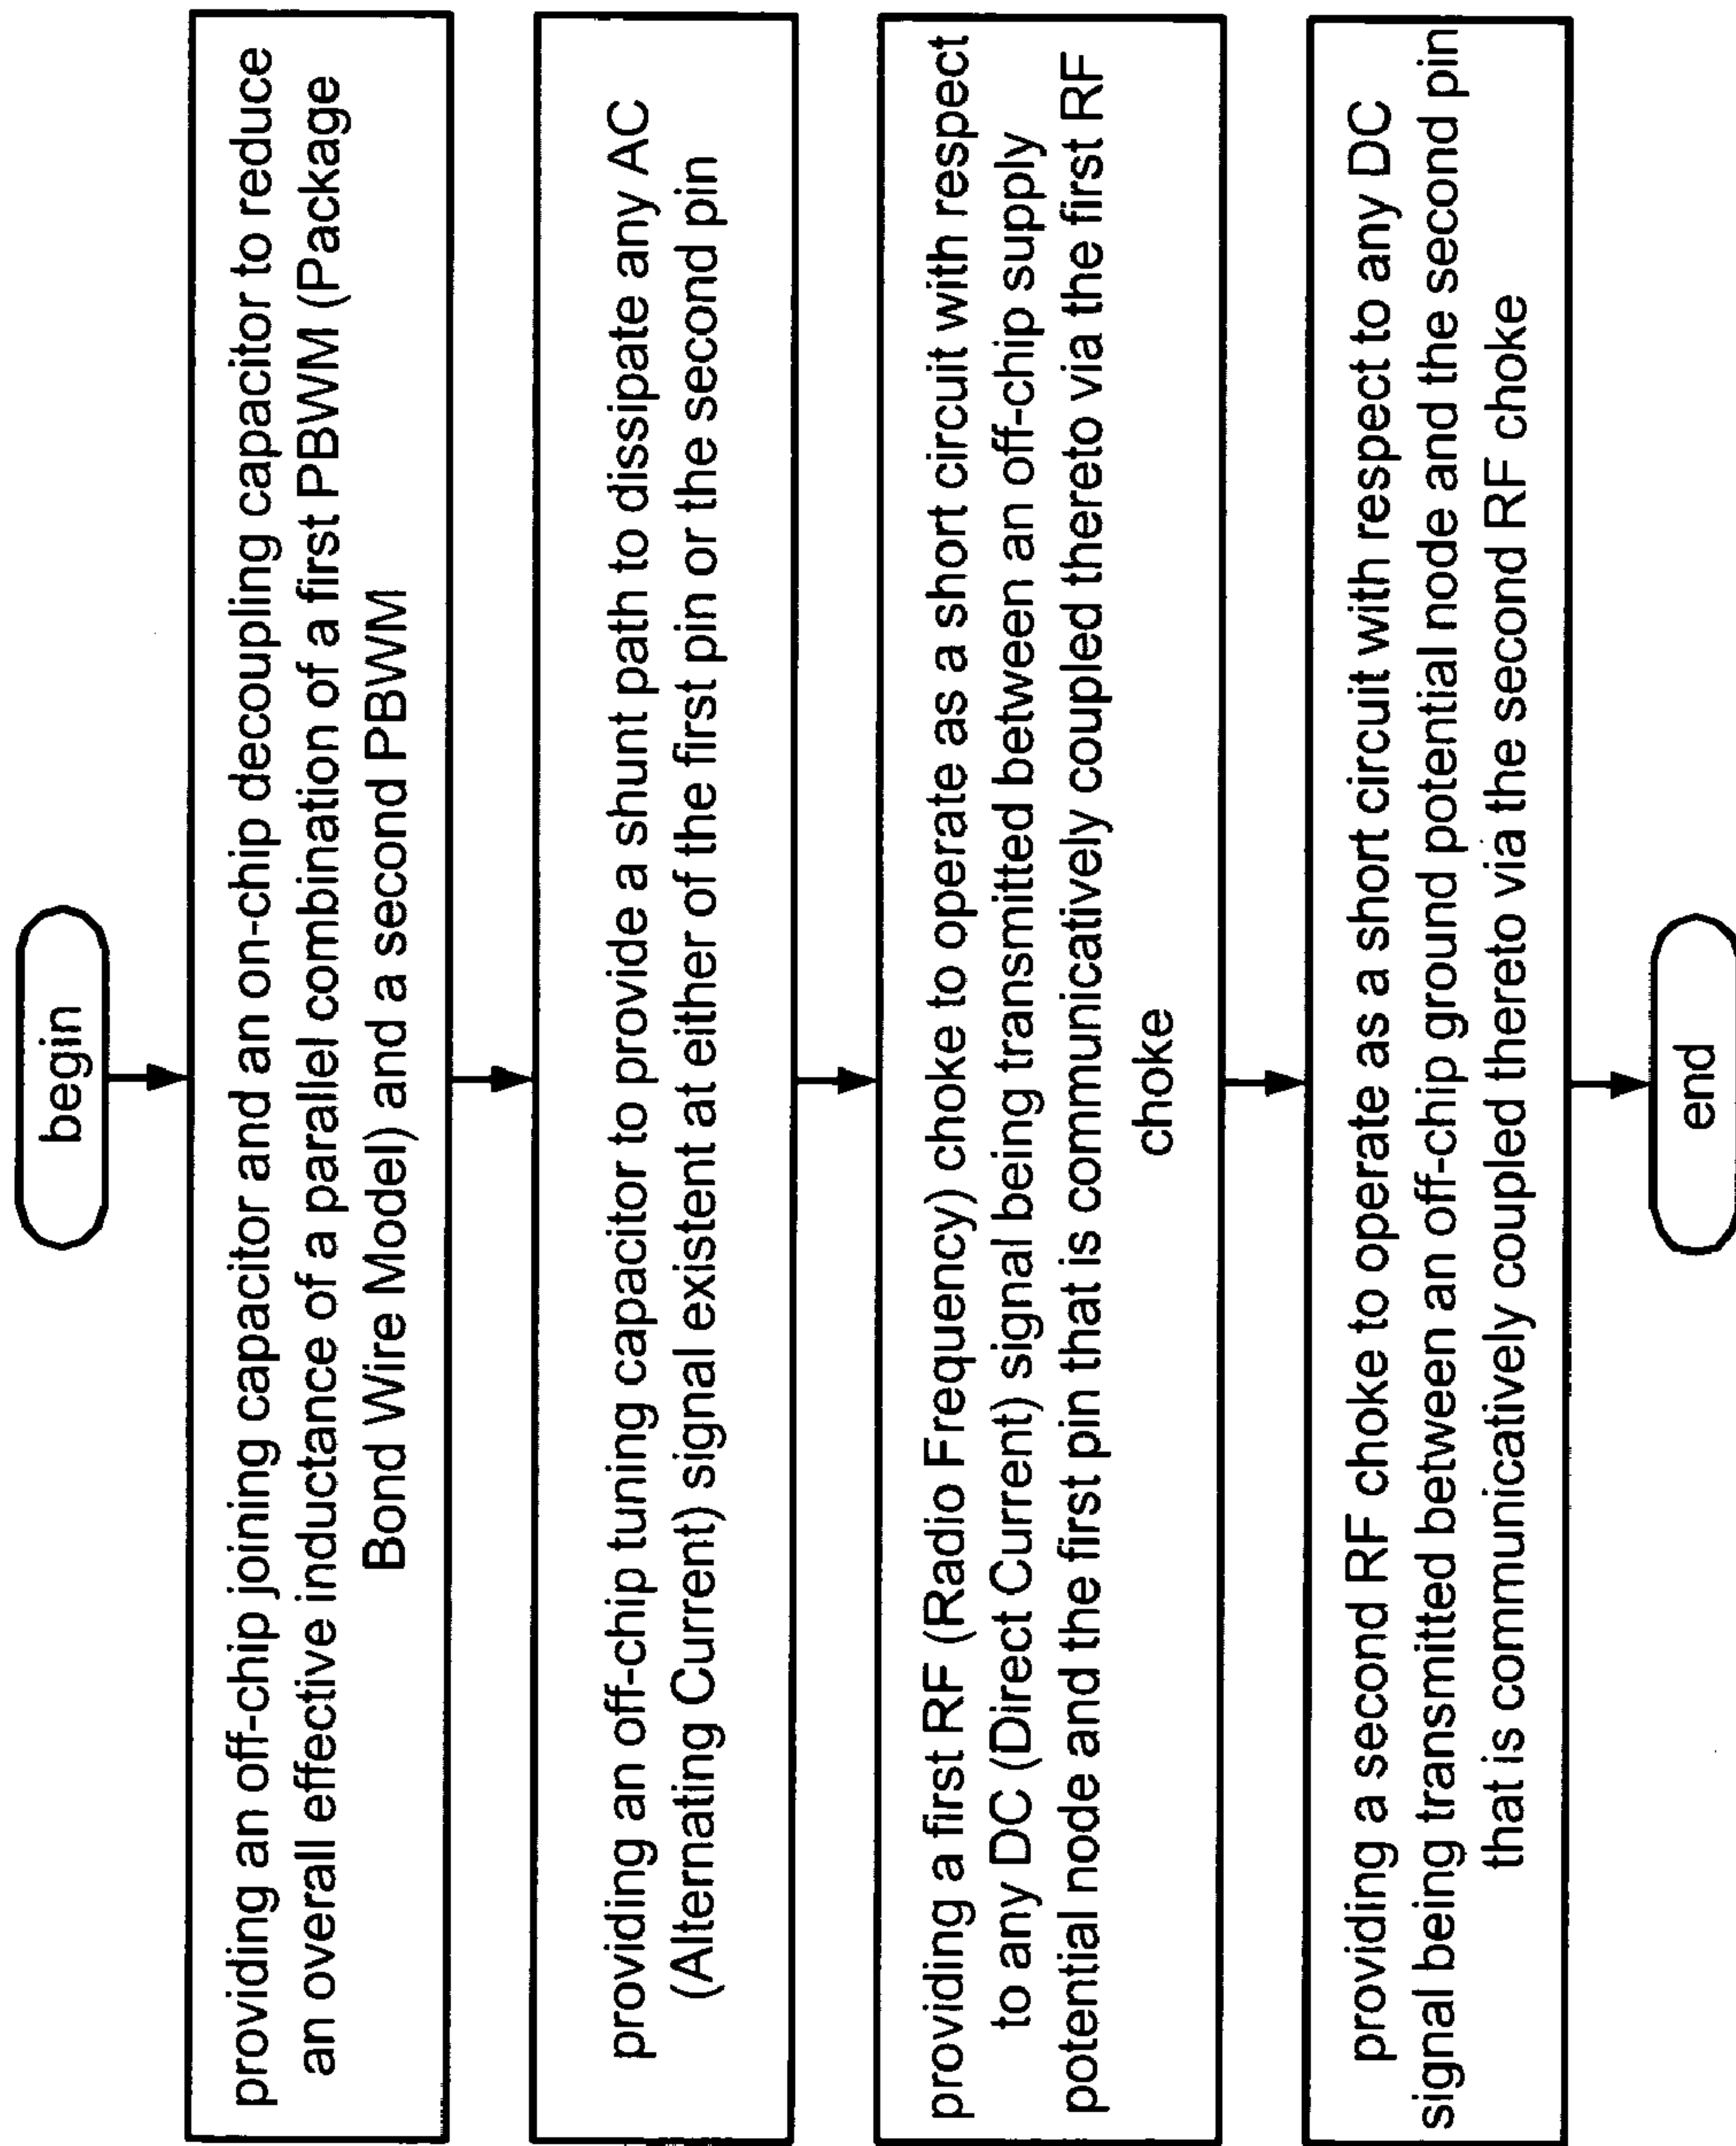 begin
providing an off-chip joining capacitor and an on-chip decoupling capacitor to reduce
an overall effective inductance of a parallel combination of a first PBWM (Package
Bond Wire Model) and a second PBWM
providing an off-chip tuning capacitor to provide a shunt path to dissipate any AC
(Alternating Current) signal existent at either of the first pin or the second pin
providing a first RF (Radio Frequency) choke to operate as a short circuit with respect
to any DC (Direct Current) signal being transmitted between an off-chip supply
potential node and the first pin that is communicatively coupled thereto via the first RF
choke
providing a second RF choke to operate as a short circuit with respect to any DC
signal being transmitted between an off-chip ground potential node and the second pin
that is communicatively coupled thereto via the second RF choke
end